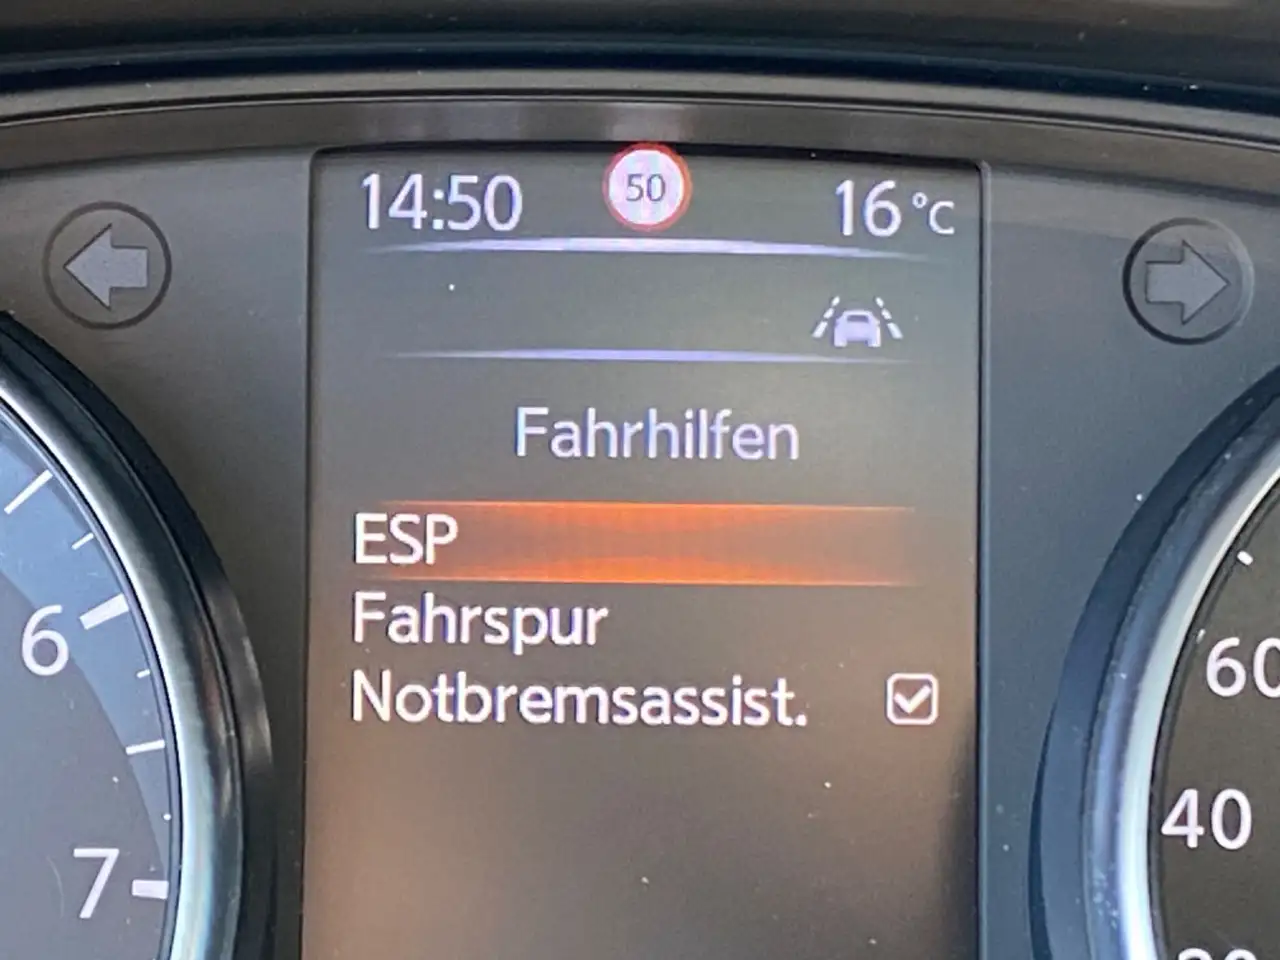 14:50 50 16 °C
Fahrhilfen
ESP
Fahrspur
Notbremsassist.
6
7
60
40